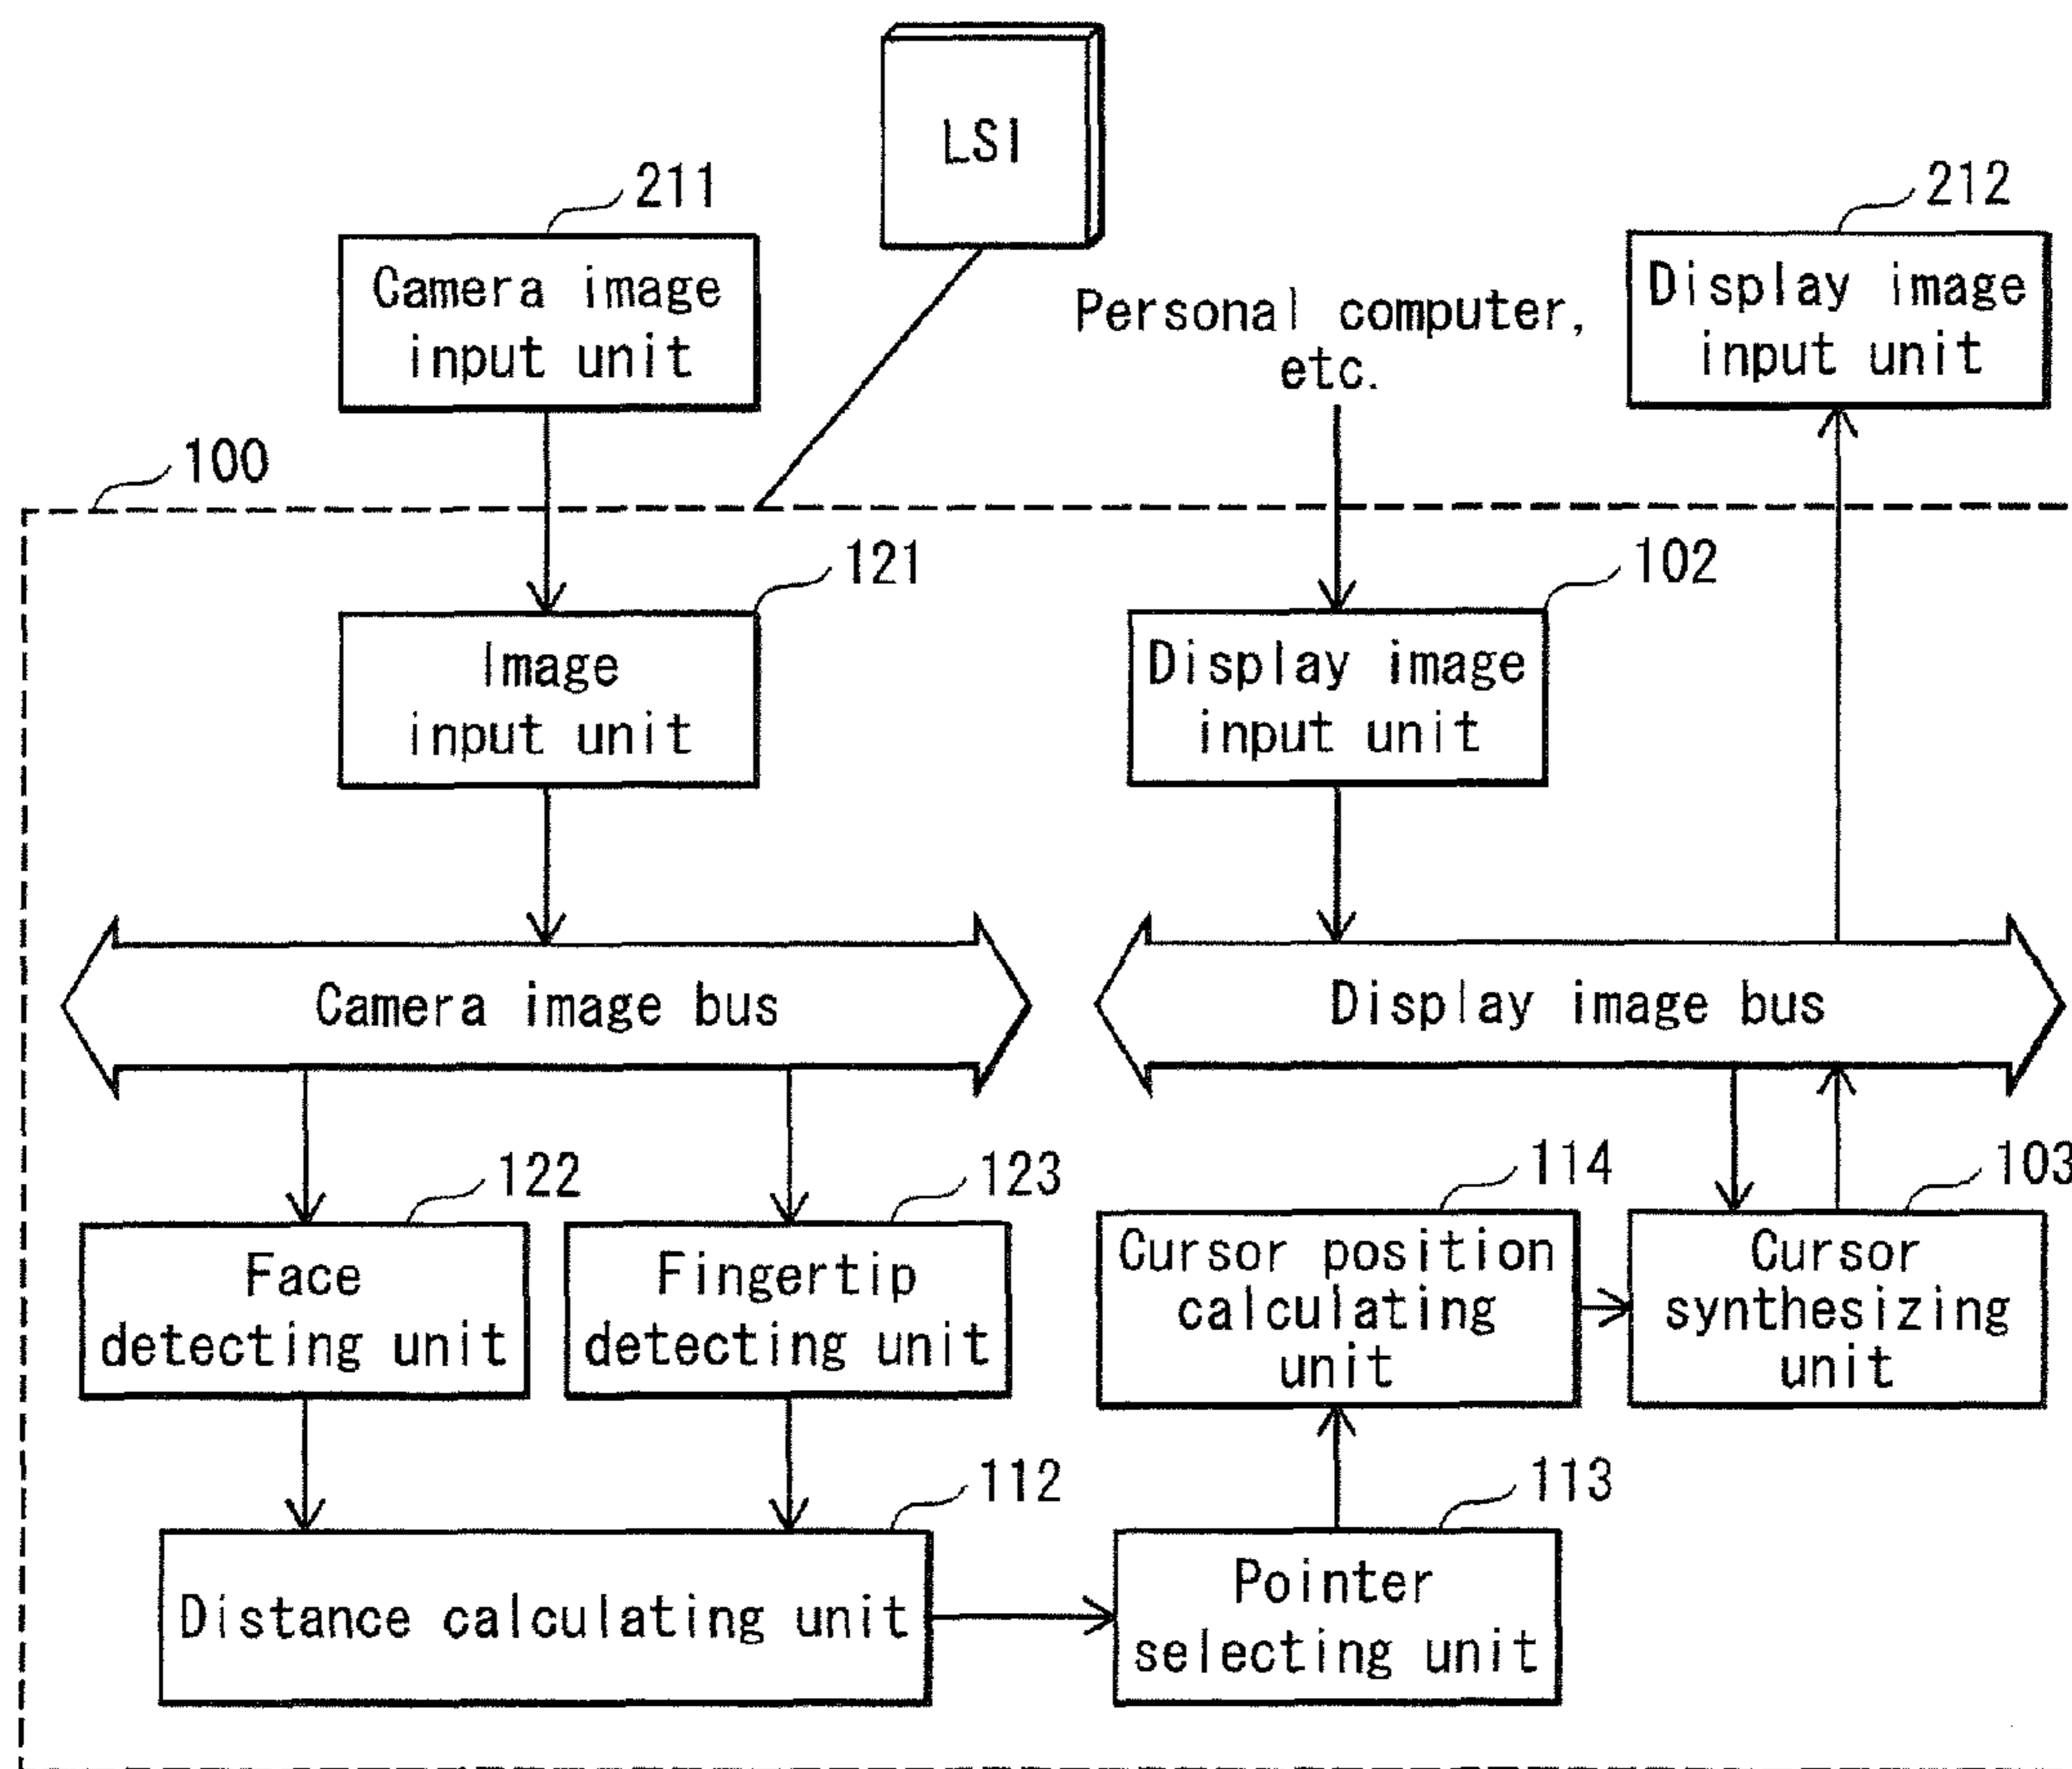 LSI
211
212
Camera image
input unit
Personal computer,
etc.
Display image
input unit
100
121
102
Image
input unit
Display image
input unit
Camera image bus
Display image bus
122
123
114
103
Face
detecting unit
Fingertip
detecting unit
Cursor position
calculating
unit
Cursor
synthesizing
unit
112
113
Distance calculating unit
Pointer
selecting unit